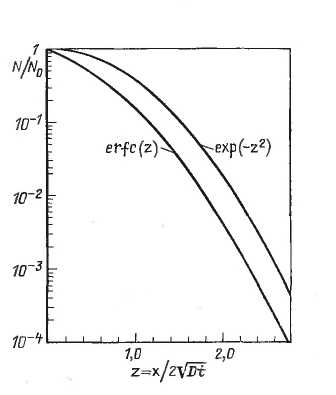 1
N/N₀
10⁻¹
erfc(z)
exp(-z²)
10⁻²
10⁻³
10⁻⁴
1,0
2,0
z=x/2√Dt